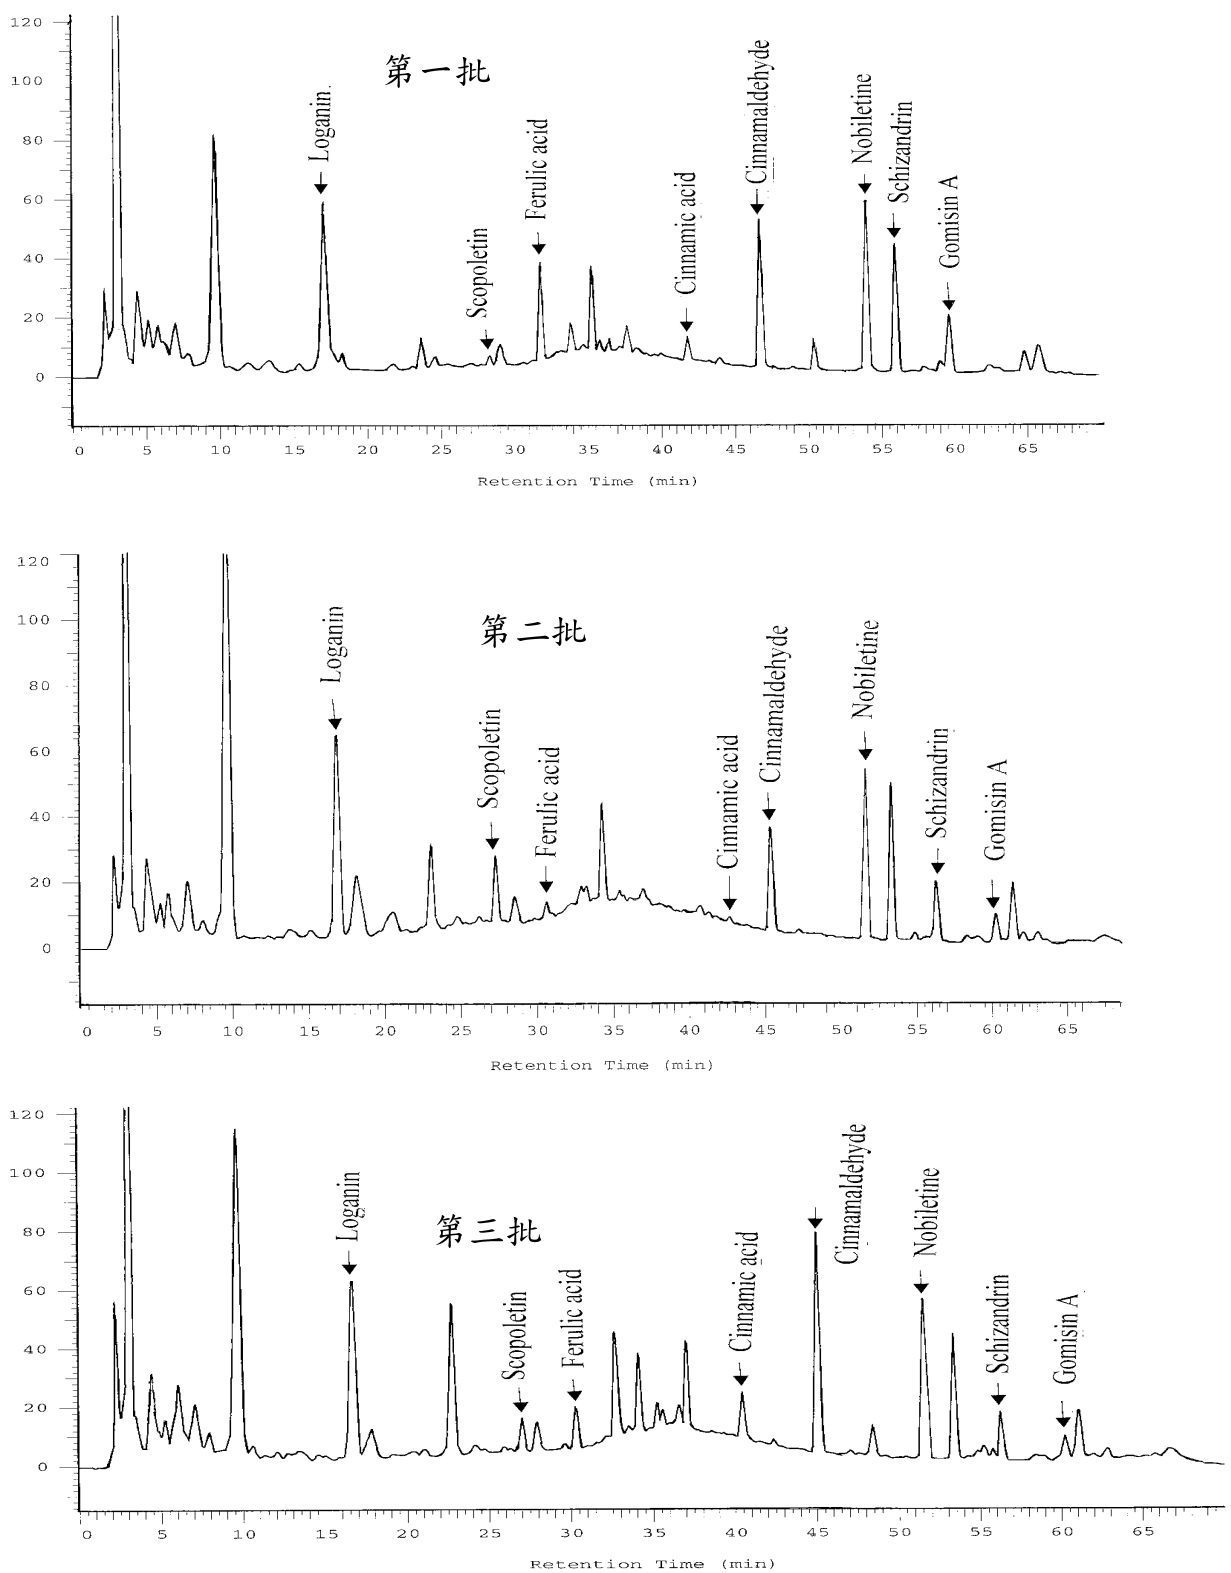 第一批
120
100
80
60
40
20
0
Loganin.
Scopoletin
Ferulic acid
Cinnamic acid
Cinnamaldehyde
Nobiletine
Schizandrin
Gomisin A
0 5 10 15 20 25 30 35 40 45 50 55 60 65
Retention Time (min)
第二批
120
100
80
60
40
20
0
Loganin
Scopoletin
Ferulic acid
Cinnamic acid
Cinnamaldehyde
Nobiletine
Schizandrin
Gomisin A
0 5 10 15 20 25 30 35 40 45 50 55 60 65
Retention Time (min)
第三批
120
100
80
60
40
20
0
Loganin
Scopoletin
Ferulic acid
Cinnamic acid
Cinnamaldehyde
Nobiletine
Schizandrin
Gomisin A
0 5 10 15 20 25 30 35 40 45 50 55 60 65
Retention Time (min)